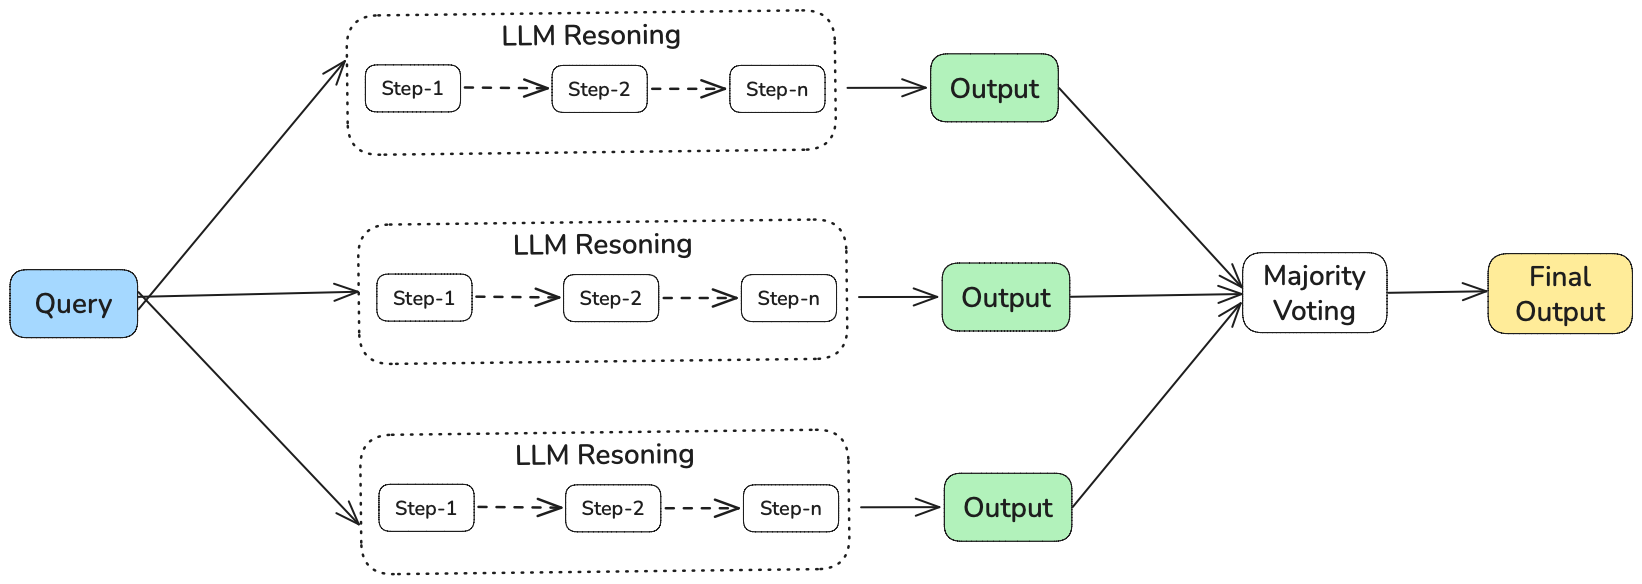 LLM Resoning
Step-1
Step-2
Step-n
Output
LLM Resoning
Step-1
Step-2
Step-n
Output
Query
Majority
Voting
Final
Output
LLM Resoning
Step-1
Step-2
Step-n
Output